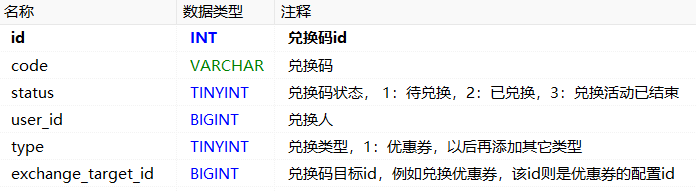 名称 数据类型 注释
id INT 兑换码id
code VARCHAR 兑换码
status TINYINT 兑换码状态， 1：待兑换，2：已兑换，3：兑换活动已结束
user_id BIGINT 兑换人
type TINYINT 兑换类型，1：优惠券，以后再添加其它类型
exchange_target_id BIGINT 兑换码目标id，例如兑换优惠券，该id则是优惠券的配置id